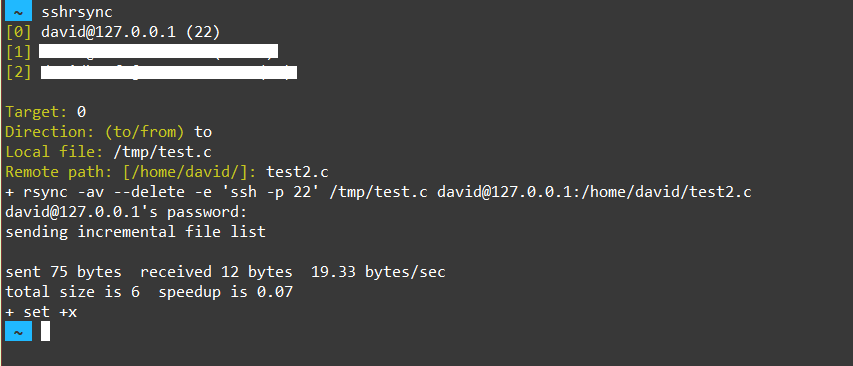 ~ sshrsync
[0] david@127.0.0.1 (22)
[1]
[2]
Target: 0
Direction: (to/from) to
Local file: /tmp/test.c
Remote path: [/home/david/]: test2.c
+ rsync -av --delete -e 'ssh -p 22' /tmp/test.c david@127.0.0.1:/home/david/test2.c
david@127.0.0.1's password:
sending incremental file list
sent 75 bytes  received 12 bytes  19.33 bytes/sec
total size is 6  speedup is 0.07
+ set +x
~